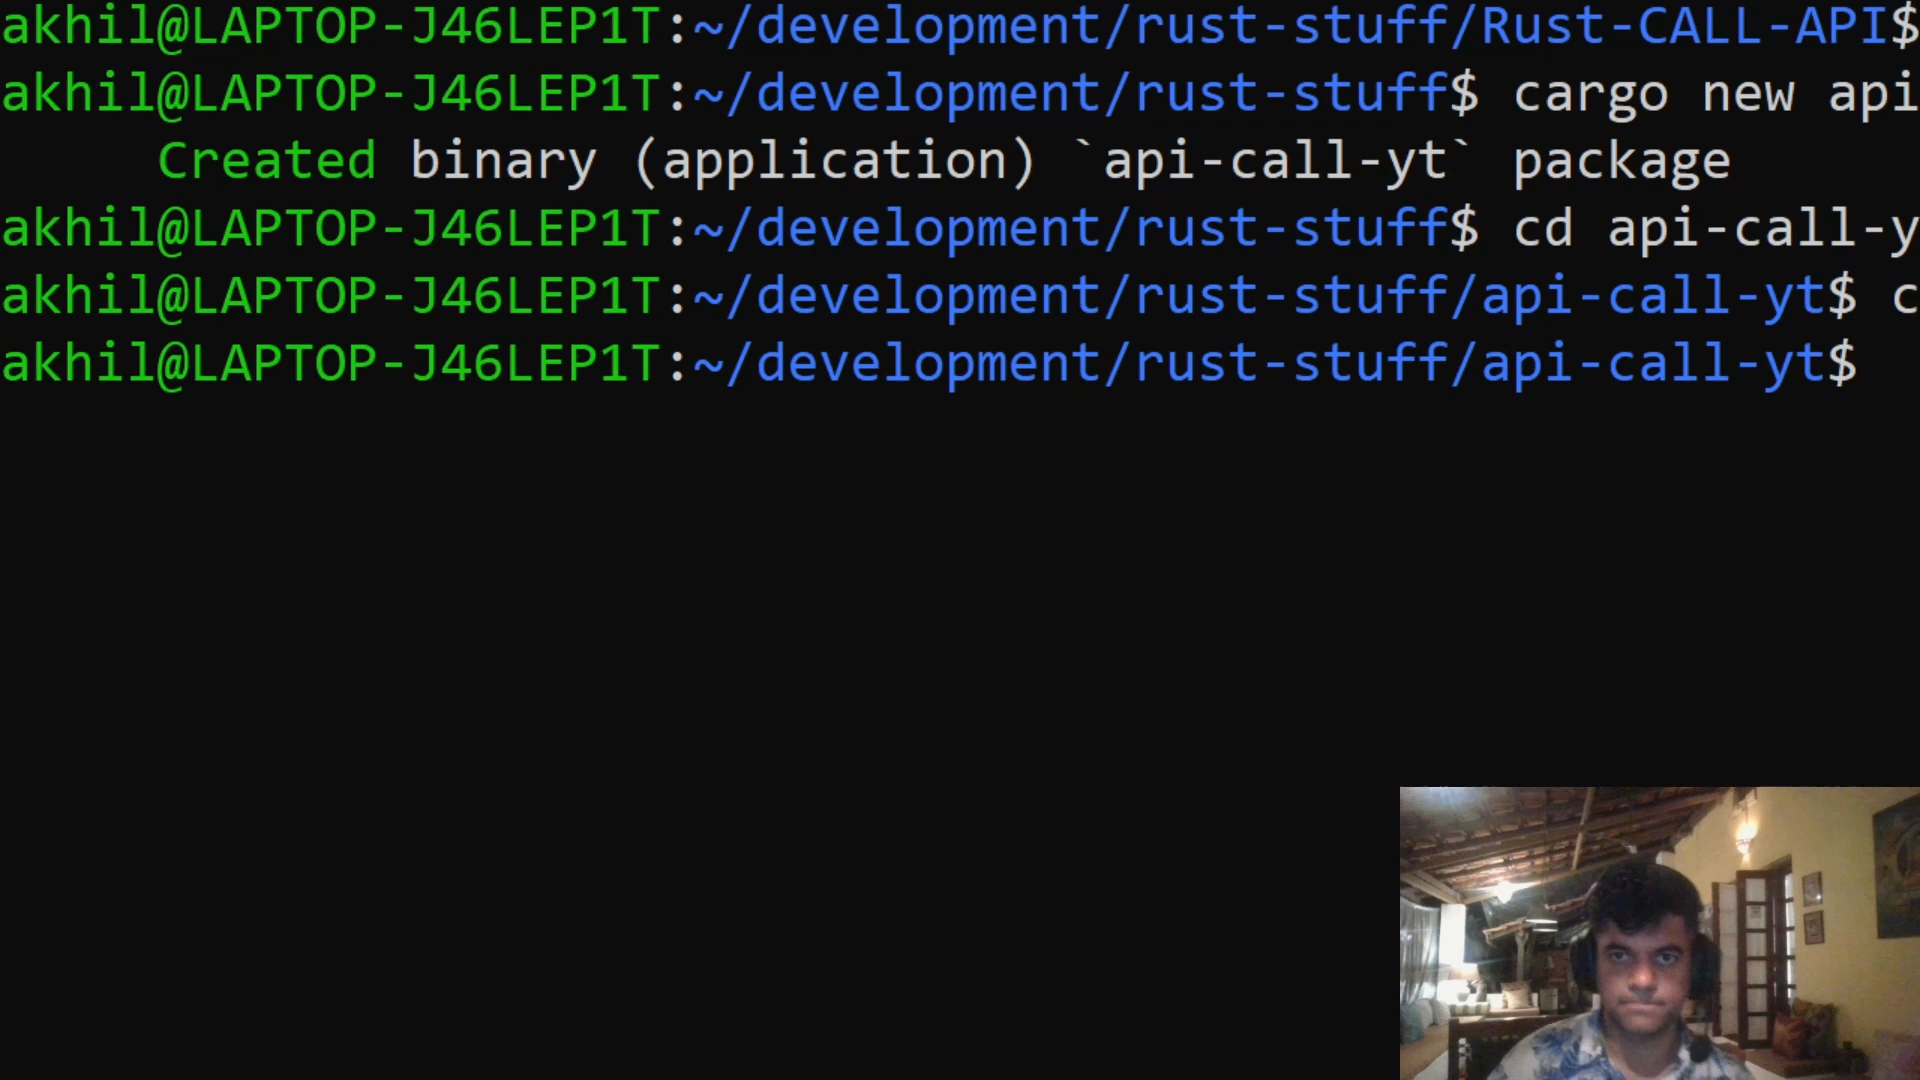 akhil@LAPTOP-J46LEP1T:~/development/rust-stuff/Rust-CALL-API$
akhil@LAPTOP-J46LEP1T:~/development/rust-stuff$ cargo new api
Created binary (application) `api-call-yt` package
akhil@LAPTOP-J46LEP1T:~/development/rust-stuff$ cd api-call-y
akhil@LAPTOP-J46LEP1T:~/development/rust-stuff/api-call-yt$ c
akhil@LAPTOP-J46LEP1T:~/development/rust-stuff/api-call-yt$